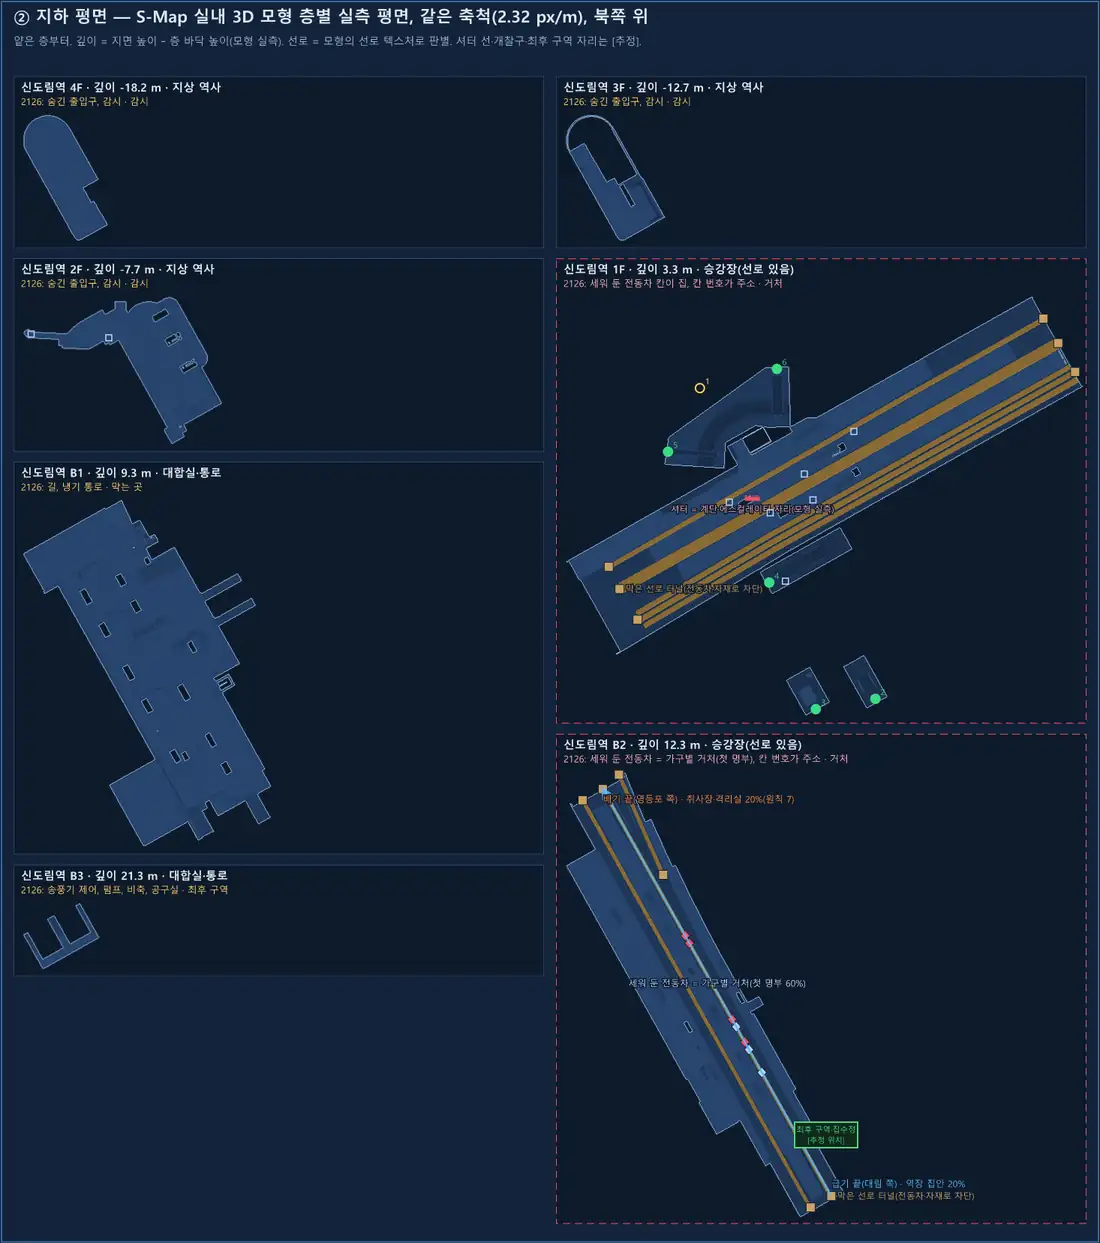 ② 지하 평면 — S-Map 실내 3D 모형 층별 실측 평면, 같은 축척(2.32 px/m), 북쪽 위
얕은 층부터. 깊이 = 지면 높이 − 층 바닥 높이(모형 실측). 선로 = 모형의 선로 텍스처로 판별. 셔터 선·개찰구·최후 구역 자리는 [추정].
신도림역 4F · 깊이 -18.2 m · 지상 역사
2126: 숨긴 출입구, 감시 · 감시
신도림역 3F · 깊이 -12.7 m · 지상 역사
2126: 숨긴 출입구, 감시 · 감시
신도림역 2F · 깊이 -7.7 m · 지상 역사
2126: 숨긴 출입구, 감시 · 감시
신도림역 1F · 깊이 3.3 m · 승강장(선로 있음)
2126: 세워 둔 전동차 칸이 집, 칸 번호가 주소 · 거처
6
1
5
셔터 = 계단·에스컬레이터 자리(모형 실측)
4
막은 선로 터널(전동차·자재로 차단)
3
2
신도림역 B1 · 깊이 9.3 m · 대합실·통로
2126: 길, 냉기 통로 · 막는 곳
신도림역 B2 · 깊이 12.3 m · 승강장(선로 있음)
2126: 세워 둔 전동차 = 가구별 거처(첫 명부), 칸 번호가 주소 · 거처
배기 끝(영등포 쪽) · 취사장·격리실 20%(원칙 7)
세워 둔 전동차 = 가구별 거처(첫 명부 60%)
최후 구역·집수정
[추정 위치]
급기 끝(대림 쪽) · 역장 집안 20%
막은 선로 터널(전동차·자재로 차단)
신도림역 B3 · 깊이 21.3 m · 대합실·통로
2126: 송풍기 제어, 펌프, 비축, 공구실 · 최후 구역